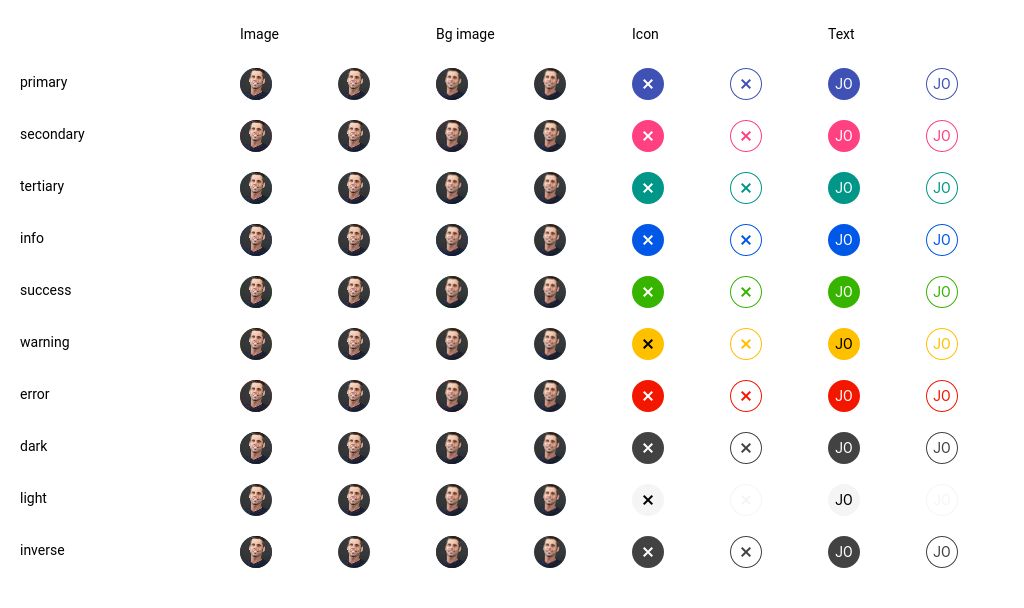 Image Bg image Icon Text
primary JO JO
secondary JO JO
tertiary JO JO
info JO JO
success JO JO
warning JO JO
error JO JO
dark JO JO
light JO JO
inverse JO JO